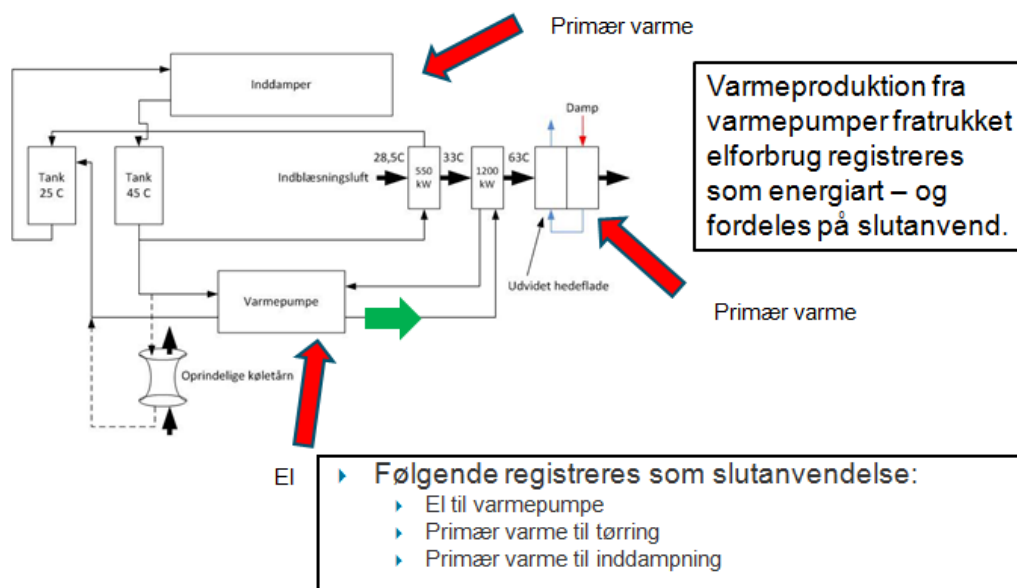 Primær varme
Inddamper
Varmeproduktion fra
varmepumper fratrukket
elforbrug registreres
som energiart – og
fordeles på slutanvend.
Damp
Tank
25 C
Tank
45 C
28,5C
Indblæsningsluft
550
kW
33C
1200
kW
63C
Udvidet hedeflade
Primær varme
Varmepumpe
Oprindelige køletårn
El
Følgende registreres som slutanvendelse:
El til varmepumpe
Primær varme til tørring
Primær varme til inddampning